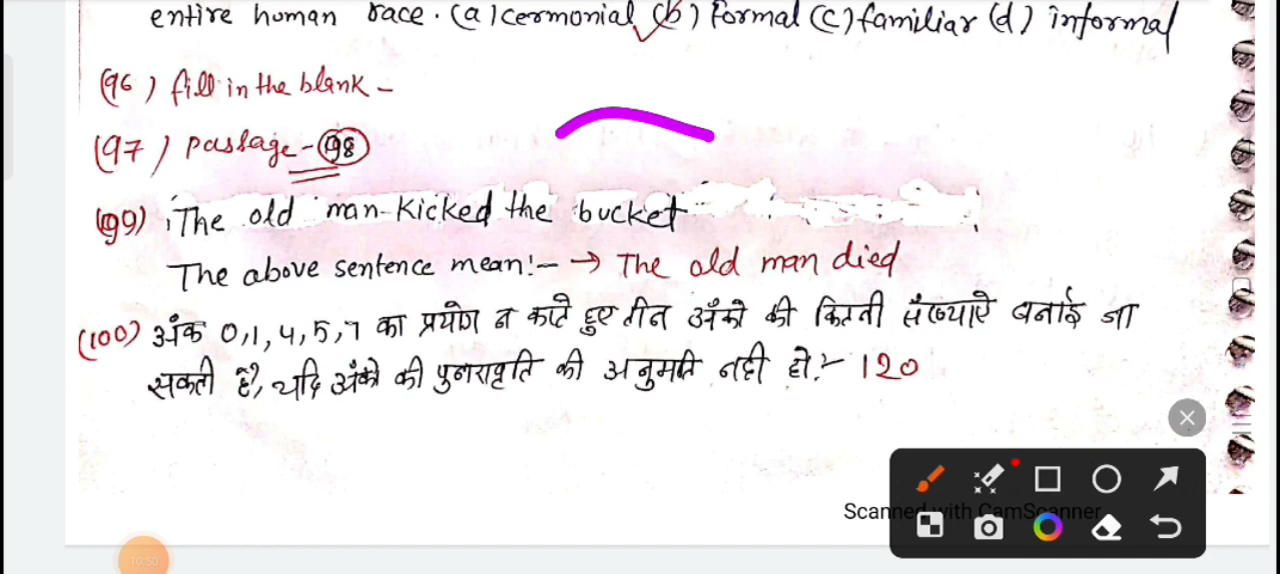 entire human race. (a) cermonial (b) formal (c) familiar (d) informal
(96) fill in the blank -
(97) passage - 98
(99) The old man kicked the bucket
The above sentence mean :- → The old man died
(100) अंक 0,1,4,5,7 का प्रयोग न करते हुए तीन अंको की कितनी संख्याऐ बनाई जा
सकती है, यदि अंको की पुनरावृति की अनुमति नही हो :- 120
Scanned with CamScanner
10:50